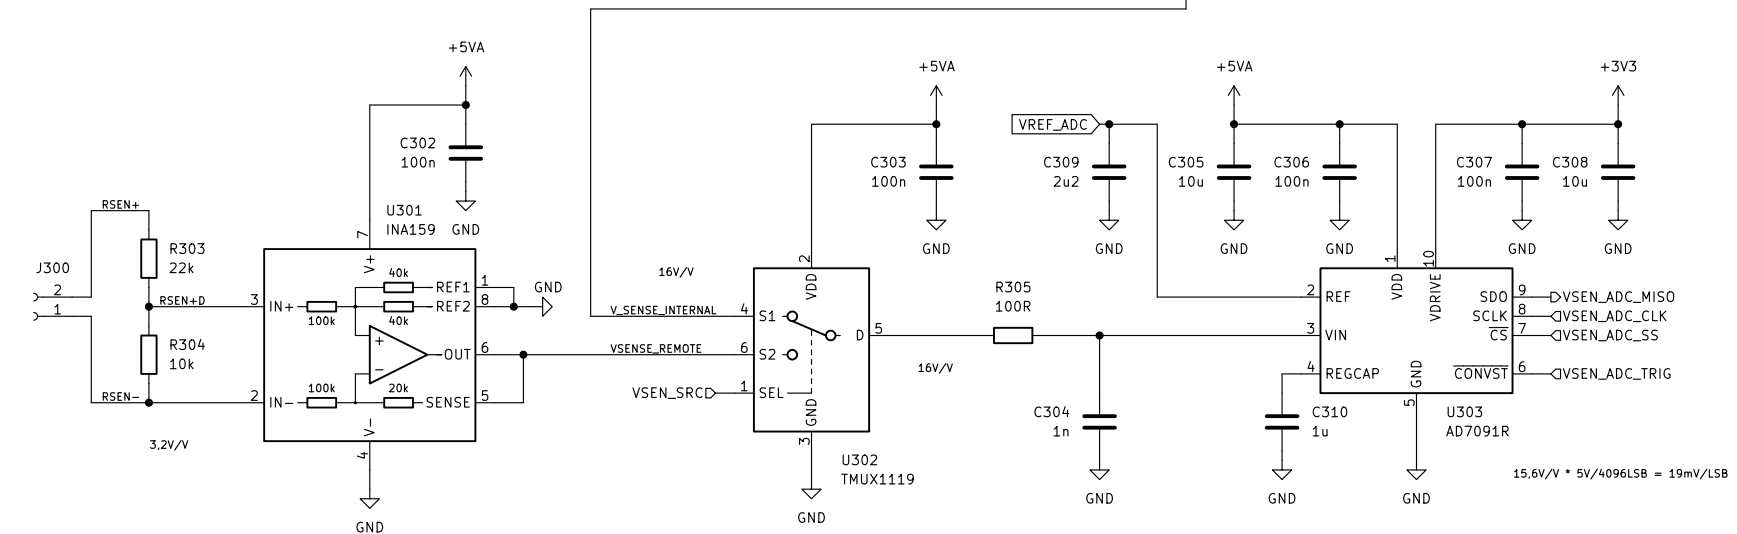 +5VA
C302
100n
GND
U301
INA159
RSEN+
R303
22k
J300
2
1
RSEN+D
R304
10k
RSEN-
3,2V/V
7
V+
3
IN+
100k
40k
40k
REF1
1
REF2
8
GND
+
-
OUT
6
2
IN-
100k
20k
SENSE
5
V-
4
GND
+5VA
C303
100n
GND
16V/V
V_SENSE_INTERNAL
4
S1
VSENSE_REMOTE
6
S2
VSEN_SRC
1
SEL
2
VDD
D
5
GND
3
U302
TMUX1119
GND
16V/V
R305
100R
C304
1n
GND
VREF_ADC
C309
2u2
GND
+5VA
C305
10u
GND
C306
100n
GND
+3V3
C307
100n
GND
C308
10u
GND
1
VDD
10
VDRIVE
2
REF
3
VIN
4
REGCAP
C310
1u
GND
SDO
9
VSEN_ADC_MISO
SCLK
8
VSEN_ADC_CLK
CS
7
VSEN_ADC_SS
CONVST
6
VSEN_ADC_TRIG
GND
5
U303
AD7091R
GND
15,6V/V * 5V/4096LSB = 19mV/LSB